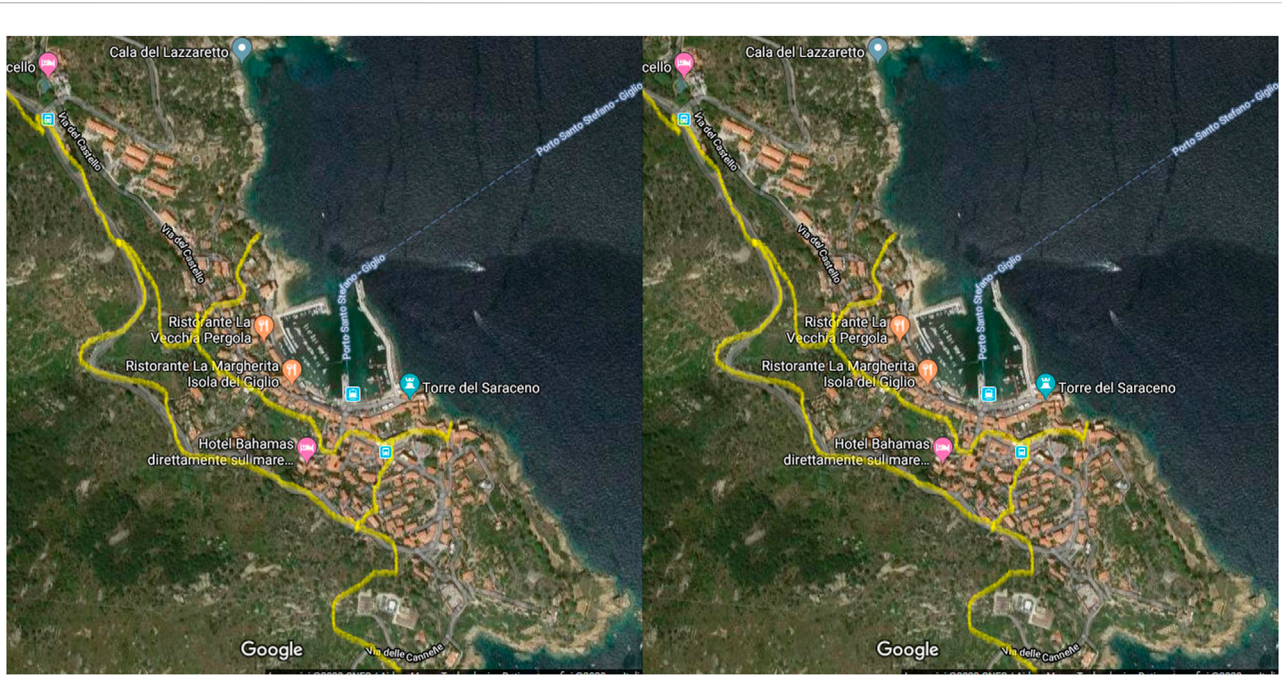 Cala del Lazzaretto
cello
Via del Castello
Porto Santo Stefano - Giglio
Via del Castello
Porto Santo Stefano - Giglio
Ristorante La
Vecchia Pergola
Ristorante La Margherita
Isola del Giglio
Torre del Saraceno
Hotel Bahamas
direttamente sul mare...
Google
Via delle Cannelle
Cala del Lazzaretto
cello
Via del Castello
Porto Santo Stefano - Giglio
Via del Castello
Porto Santo Stefano - Giglio
Ristorante La
Vecchia Pergola
Ristorante La Margherita
Isola del Giglio
Torre del Saraceno
Hotel Bahamas
direttamente sul mare...
Google
Via delle Cannelle